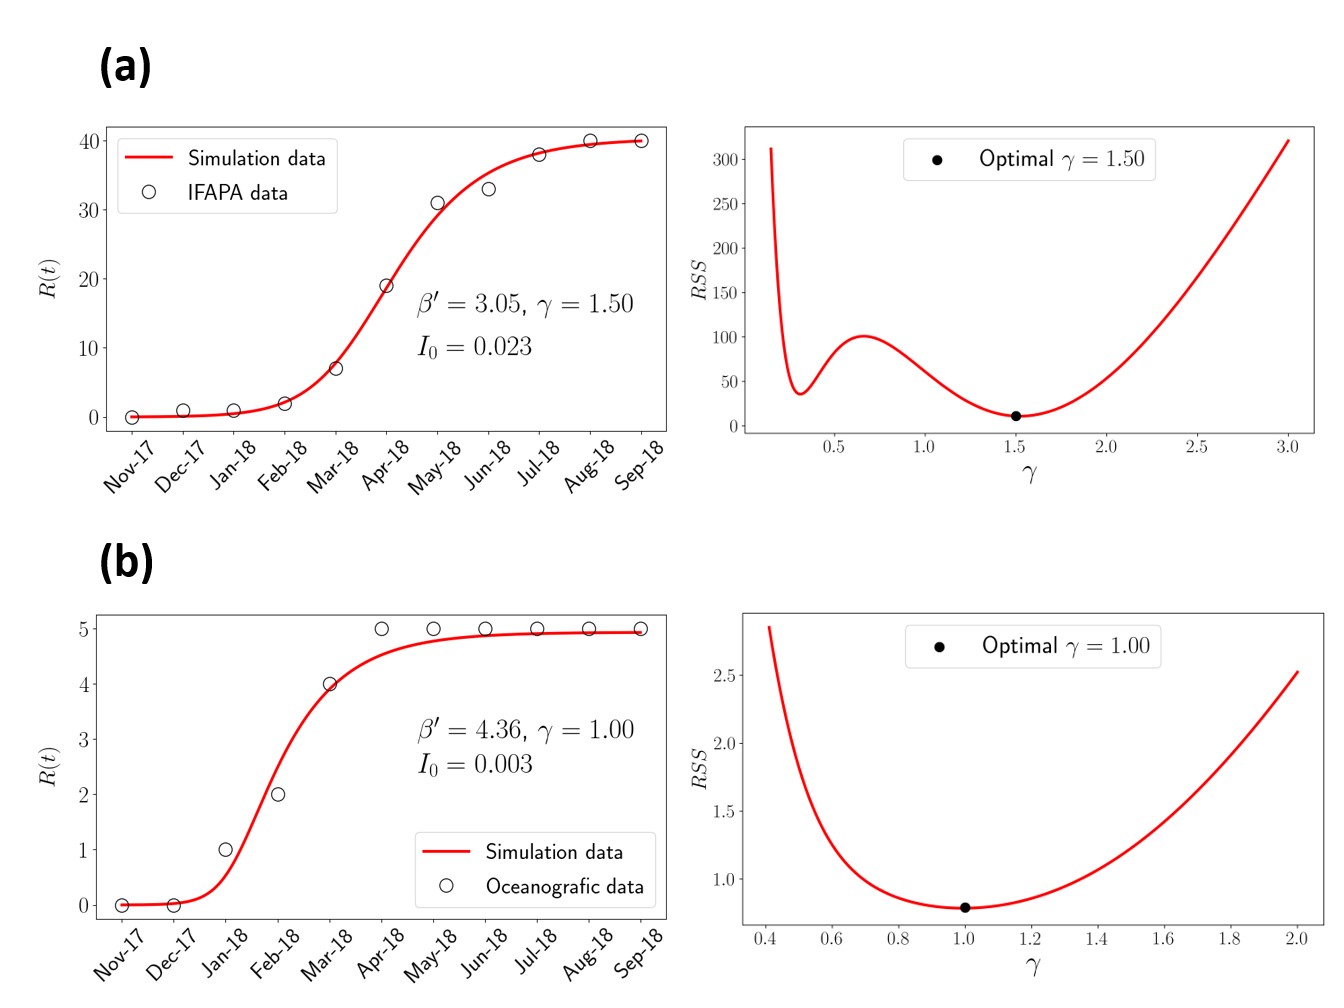 (a)
40
30
20
10
0
R(t)
Simulation data
IFAPA data
β′ = 3.05, γ = 1.50
I₀ = 0.023
Nov-17 Dec-17 Jan-18 Feb-18 Mar-18 Apr-18 May-18 Jun-18 Jul-18 Aug-18 Sep-18
300
250
200
150
100
50
0
RSS
Optimal γ = 1.50
0.5 1.0 1.5 2.0 2.5 3.0
γ
(b)
5
4
3
2
1
0
R(t)
β′ = 4.36, γ = 1.00
I₀ = 0.003
Simulation data
Oceanografic data
Nov-17 Dec-17 Jan-18 Feb-18 Mar-18 Apr-18 May-18 Jun-18 Jul-18 Aug-18 Sep-18
2.5
2.0
1.5
1.0
RSS
Optimal γ = 1.00
0.4 0.6 0.8 1.0 1.2 1.4 1.6 1.8 2.0
γ